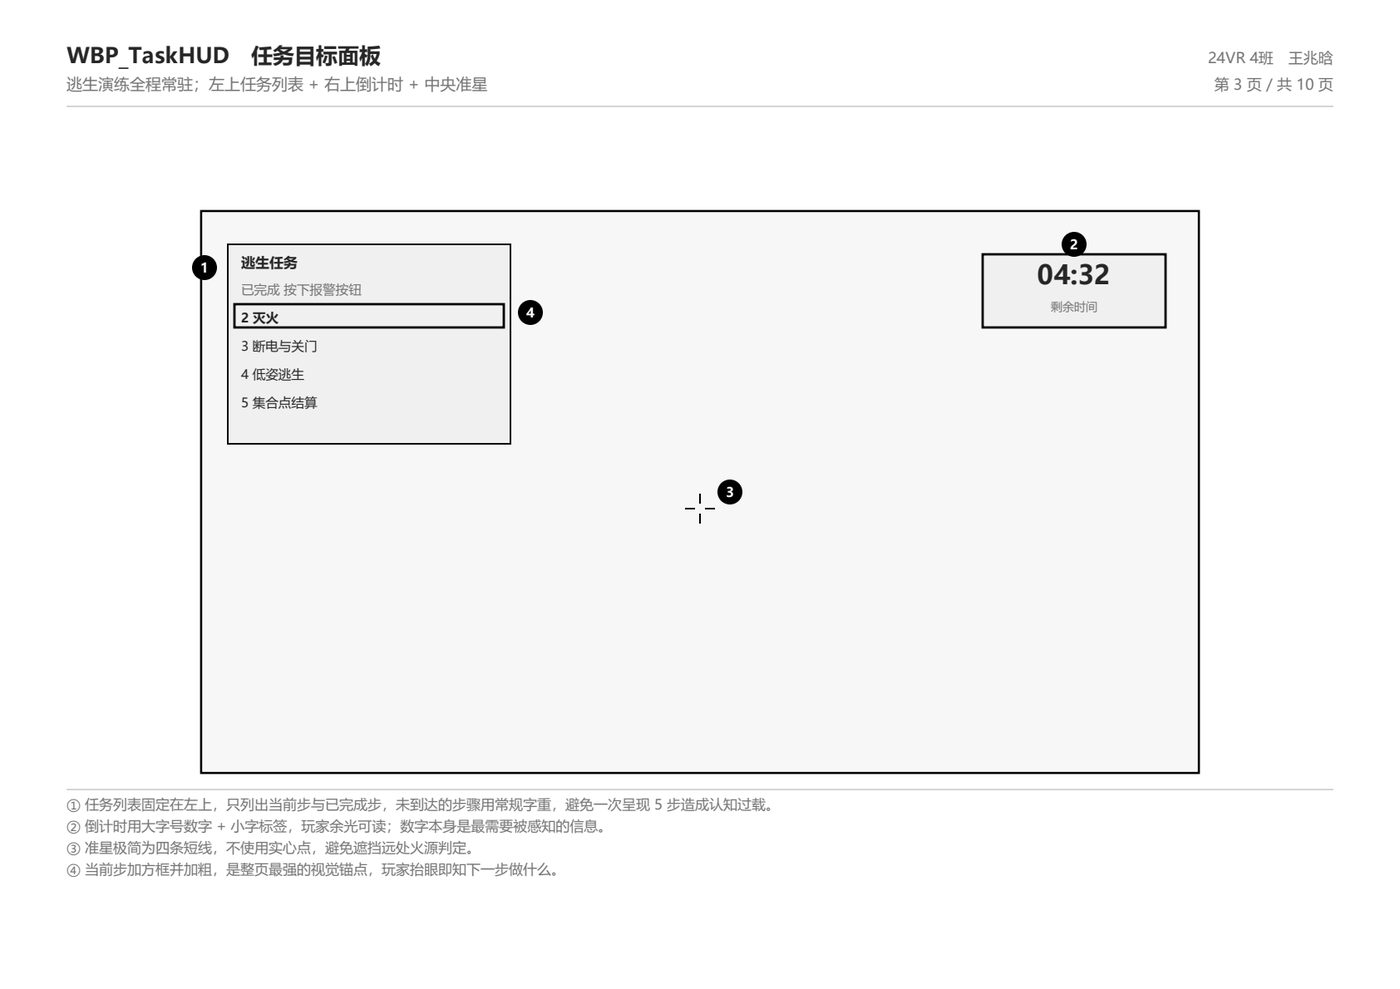 WBP_TaskHUD 任务目标面板
24VR 4班 王兆晗
逃生演练全程常驻；左上任务列表 + 右上倒计时 + 中央准星
第 3 页 / 共 10 页
1
逃生任务
已完成 按下报警按钮
2 灭火
4
3 断电与关门
4 低姿逃生
5 集合点结算
2
04:32
剩余时间
3
① 任务列表固定在左上，只列出当前步与已完成步，未到达的步骤用常规字重，避免一次呈现 5 步造成认知过载。
② 倒计时用大字号数字 + 小字标签，玩家余光可读；数字本身是最需要被感知的信息。
③ 准星极简为四条短线，不使用实心点，避免遮挡远处火源判定。
④ 当前步加方框并加粗，是整页最强的视觉锚点，玩家抬眼即知下一步做什么。